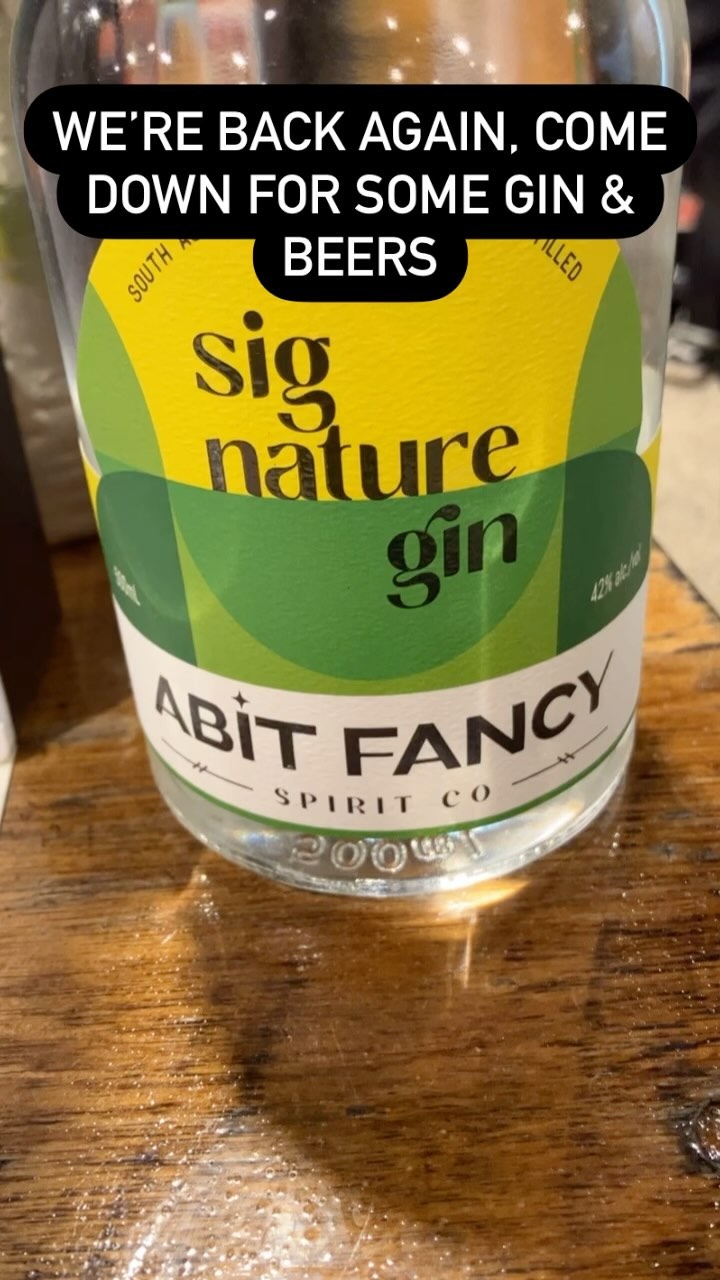 WE’RE BACK AGAIN, COME
DOWN FOR SOME GIN &
BEERS
SOUTH
sig
nature
gin
42% alc./vol
ABiT FANCY
SPIRIT CO